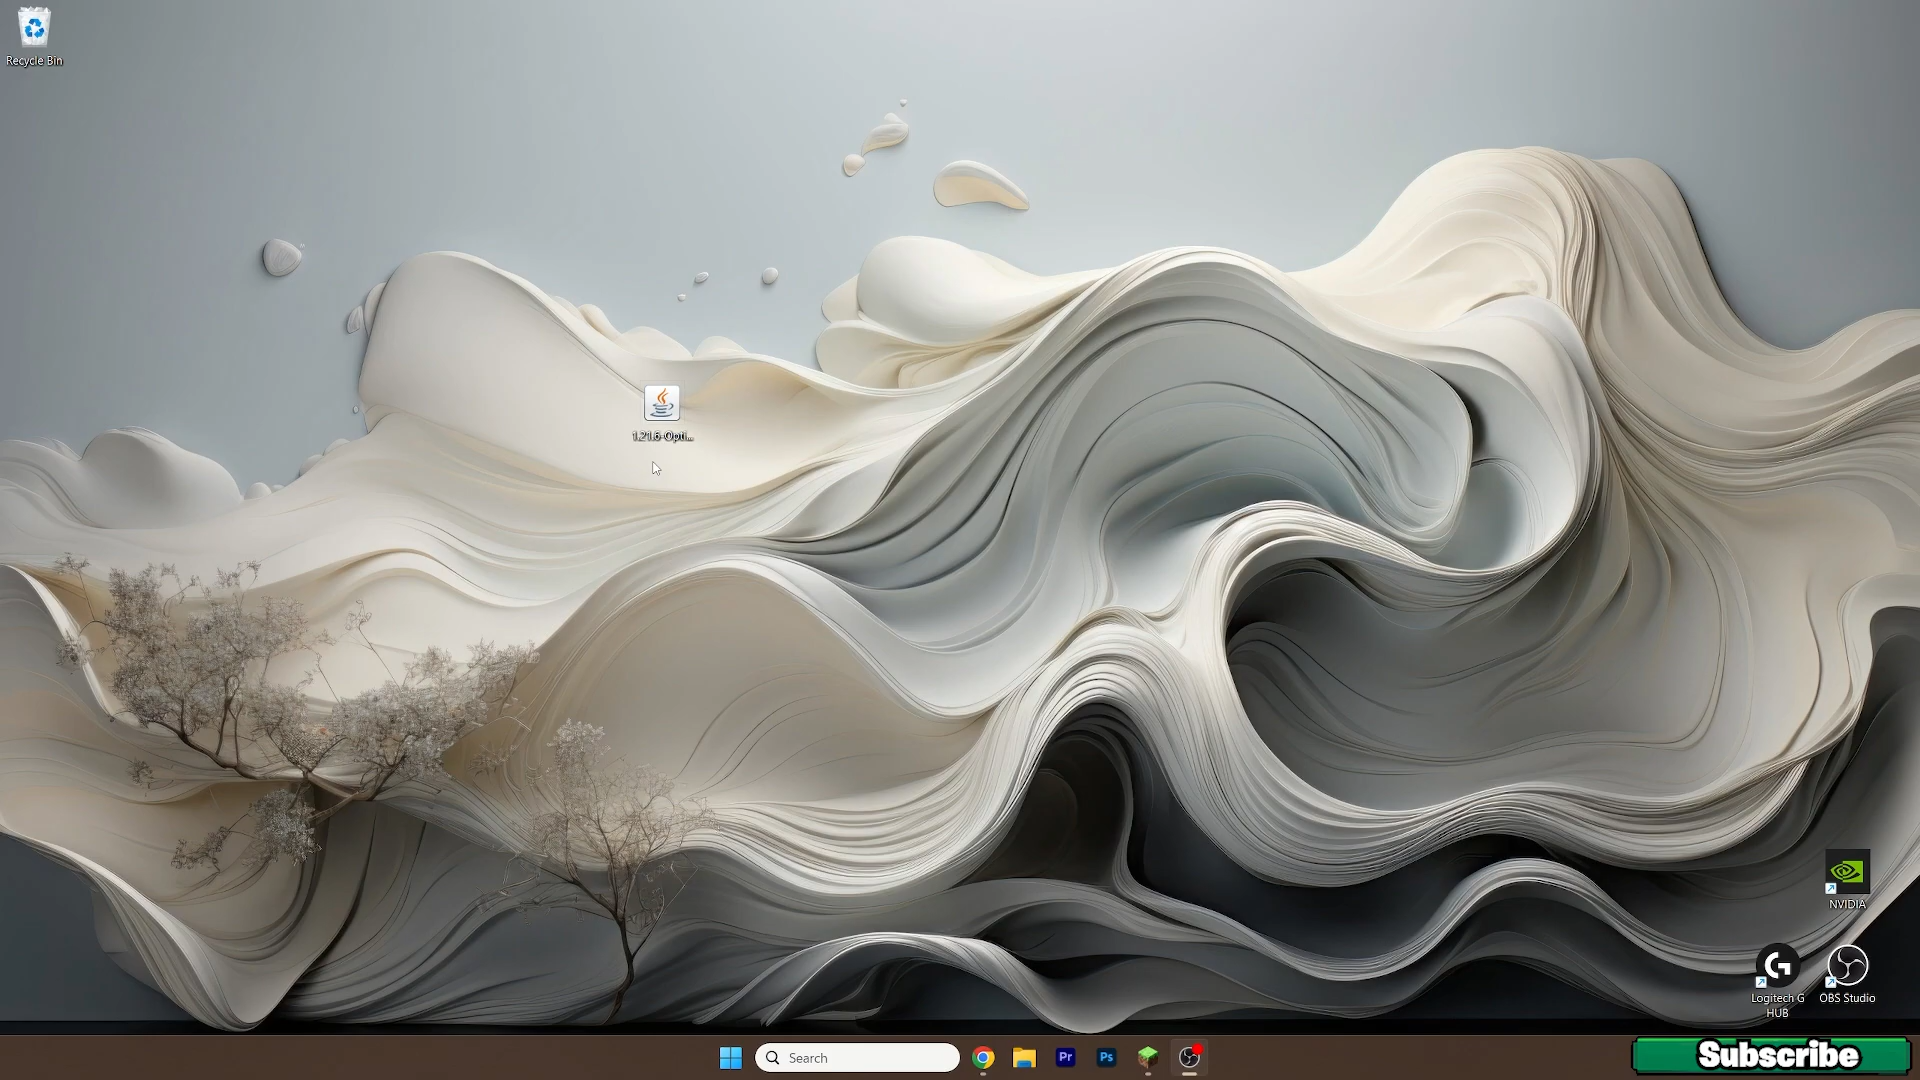 Recycle Bin
1.21.6-Opti...
NVIDIA
Logitech G
HUB
OBS Studio
Search
Pr
Ps
Subscribe